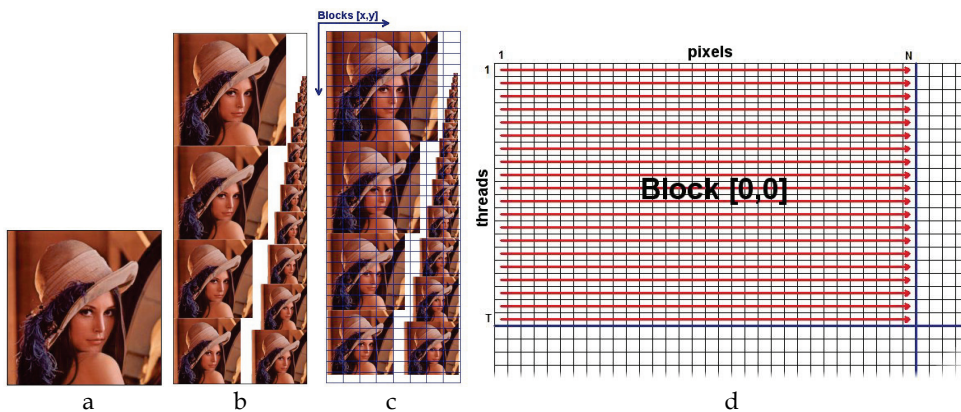 Blocks [x,y]
pixels
1
N
1
threads
Block [0,0]
T
a
b
c
d